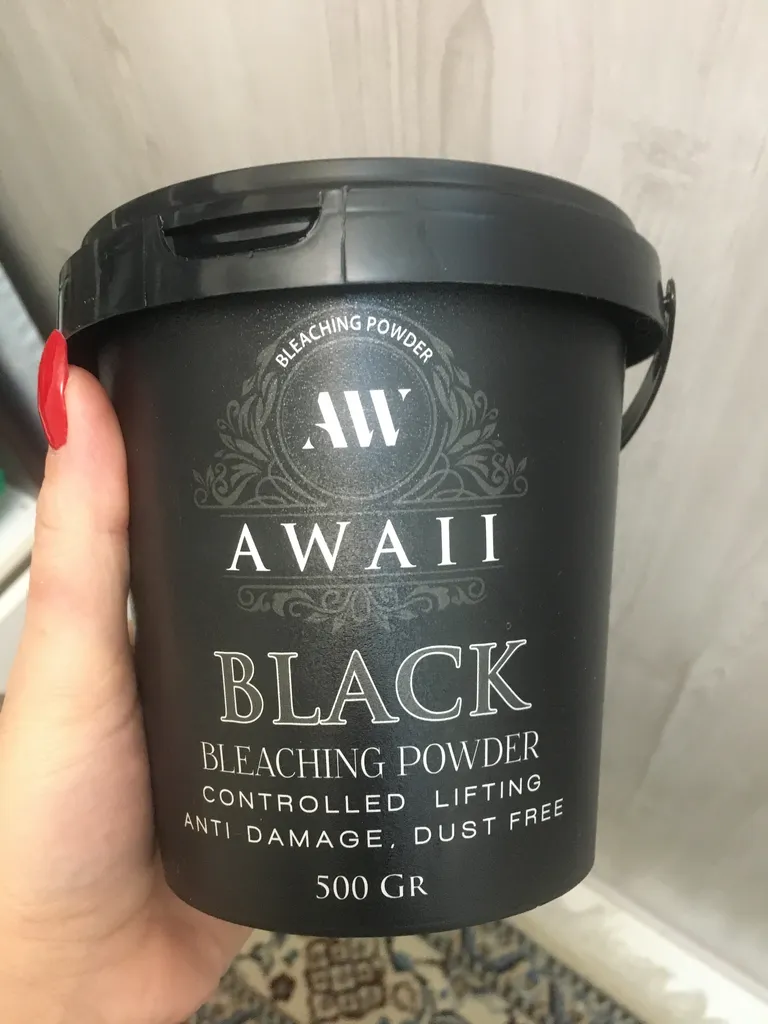 BLEACHING POWDER
AW
AWAII
BLACK
BLEACHING POWDER
CONTROLLED LIFTING
ANTI DAMAGE, DUST FREE
500 GR